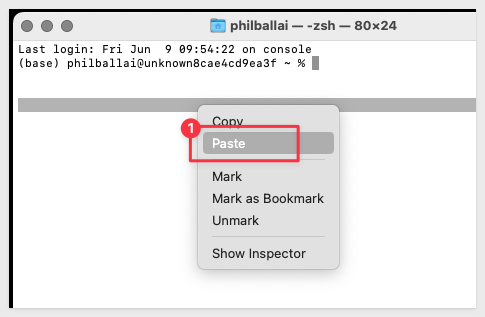 philballai — -zsh — 80×24
Last login: Fri Jun  9 09:54:22 on console
(base) philballai@unknown8cae4cd9ea3f ~ %
Copy
1
Paste
Mark
Mark as Bookmark
Unmark
Show Inspector